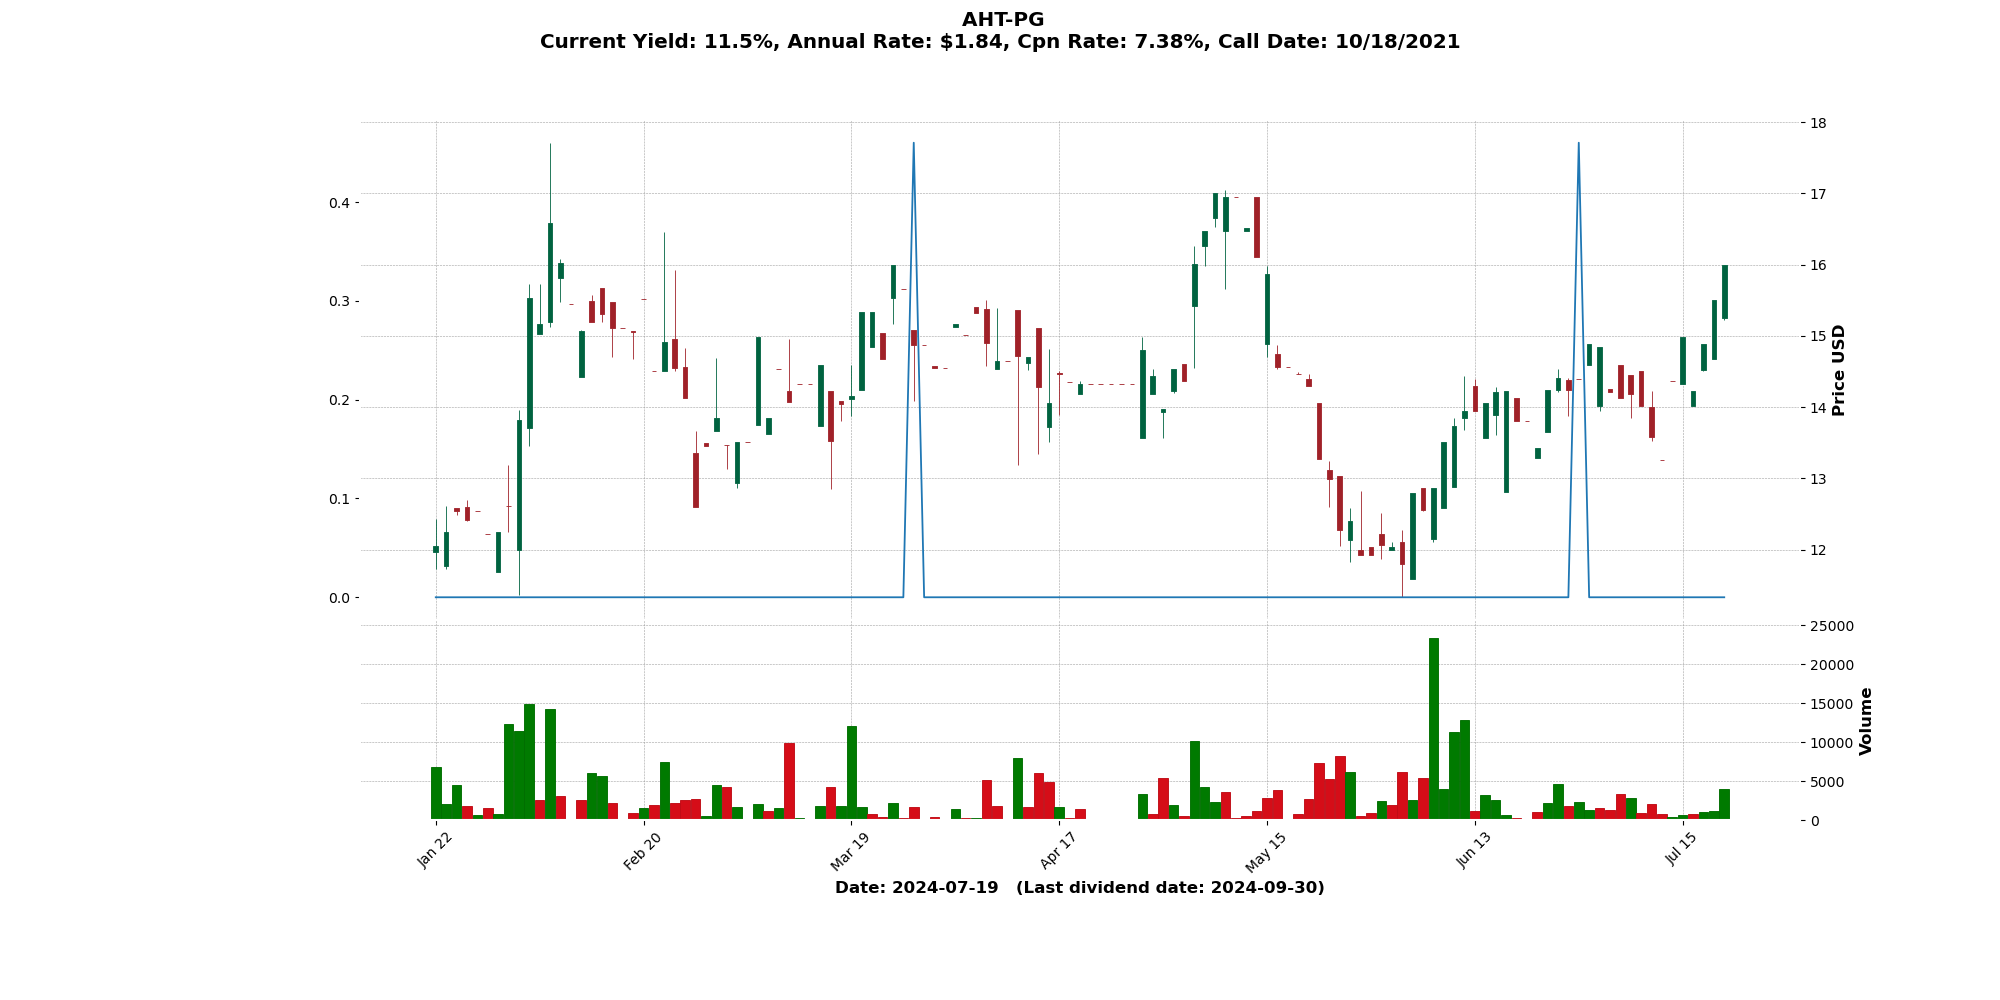 AHT-PG
Current Yield: 11.5%, Annual Rate: $1.84, Cpn Rate: 7.38%, Call Date: 10/18/2021
0.4
0.3
0.2
0.1
0.0
18
17
16
15
14
13
12
Price USD
25000
20000
15000
10000
5000
0
Volume
Jan 22
Feb 20
Mar 19
Apr 17
May 15
Jun 13
Jul 15
Date: 2024-07-19 (Last dividend date: 2024-09-30)